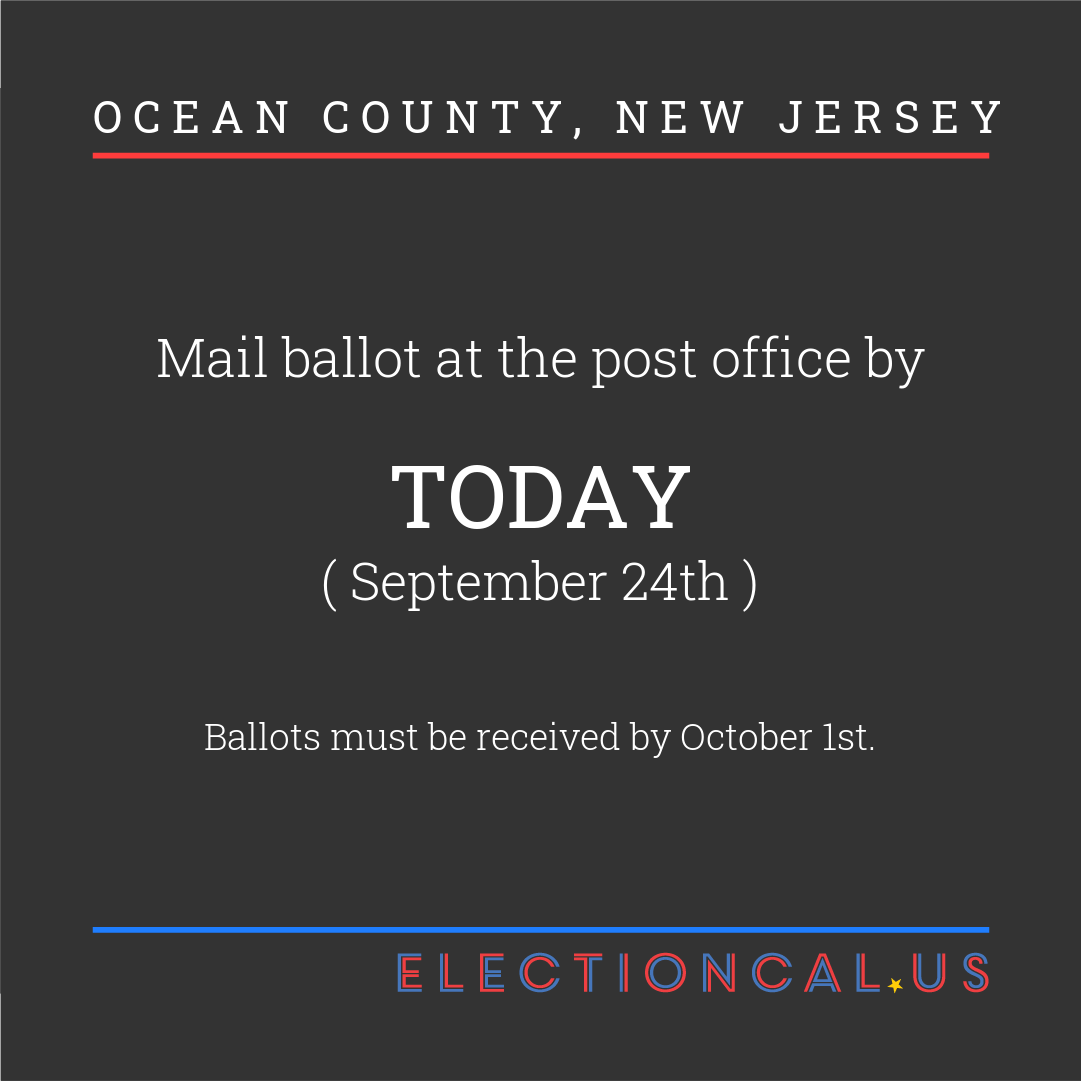 OCEAN COUNTY, NEW JERSEY
Mail ballot at the post office by
TODAY
( September 24th )
Ballots must be received by October 1st.
ELECTIONCAL.US